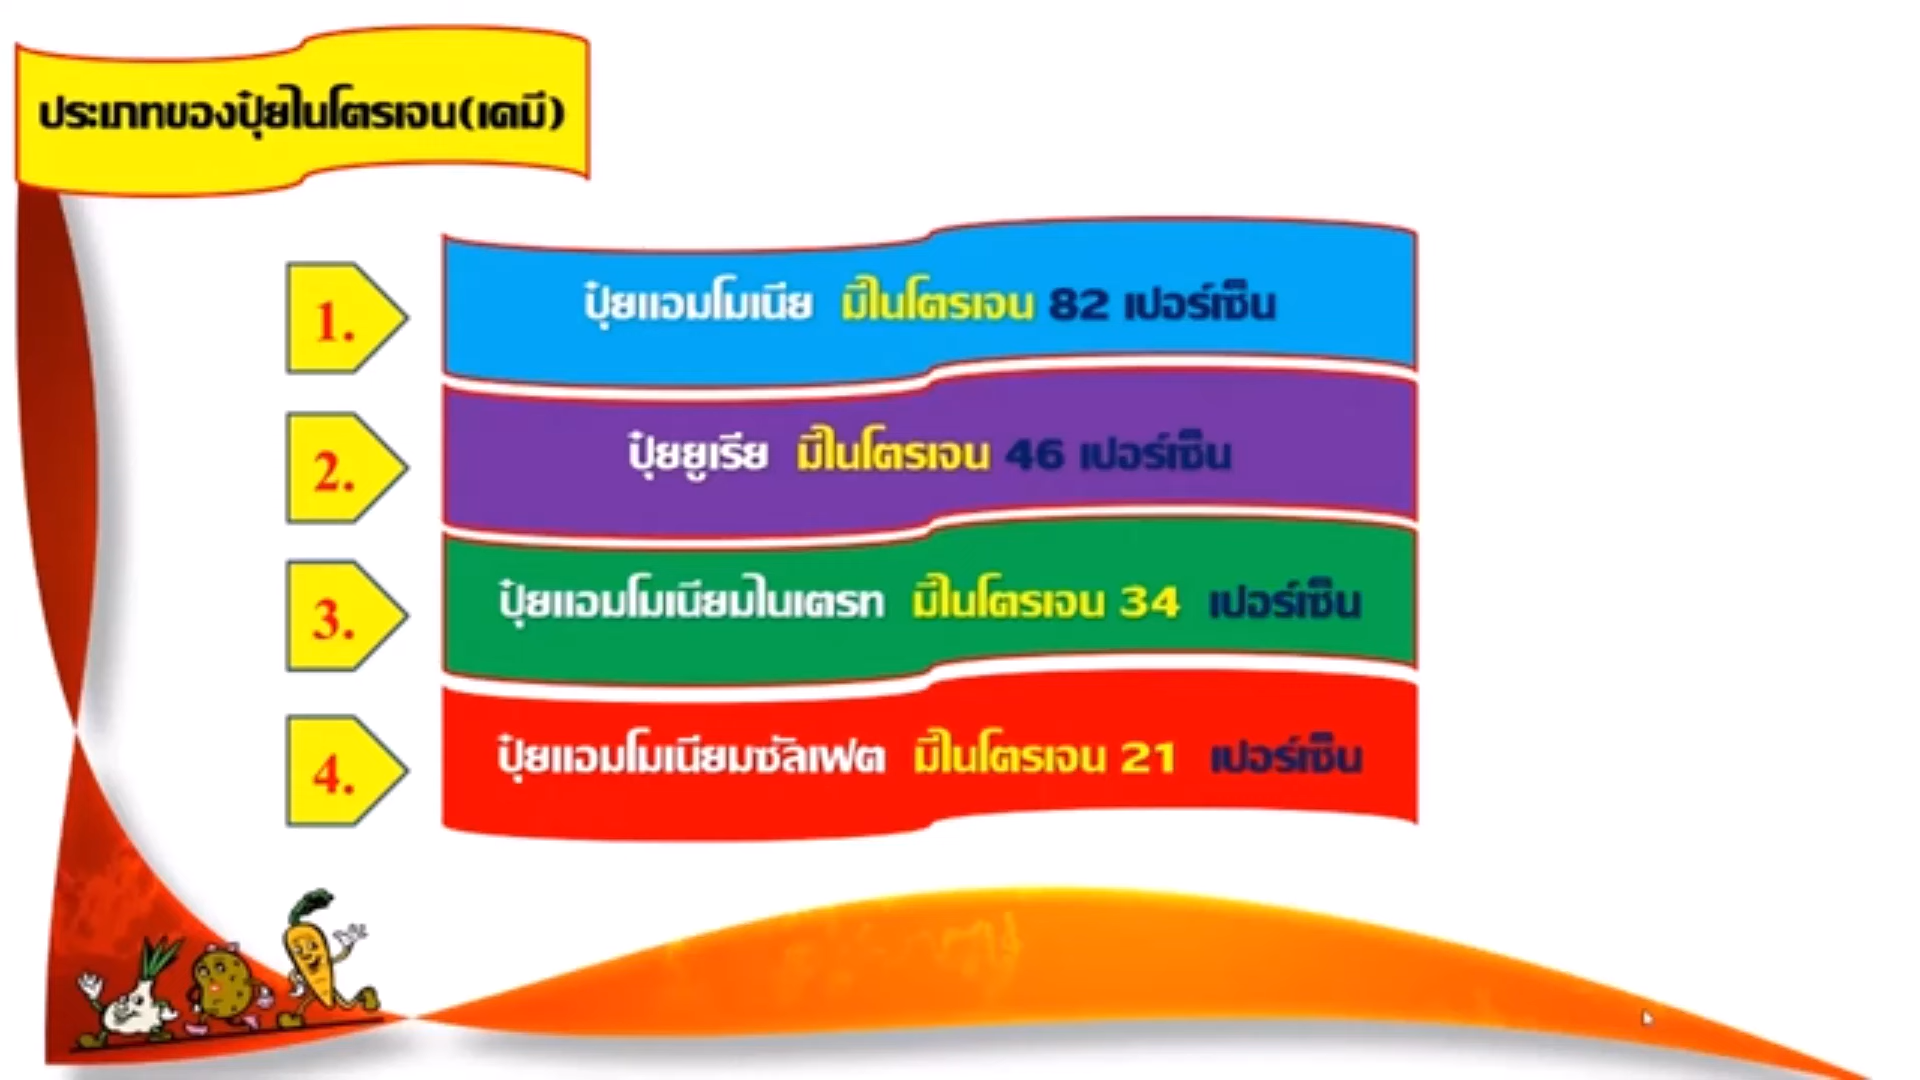 ประเภทของปุ๋ยไนโตรเจน(เคมี)
1. ปุ๋ยแอมโมเนีย มีไนโตรเจน 82 เปอร์เซ็น
2. ปุ๋ยยูเรีย มีไนโตรเจน 46 เปอร์เซ็น
3. ปุ๋ยแอมโมเนียมไนเตรท มีไนโตรเจน 34 เปอร์เซ็น
4. ปุ๋ยแอมโมเนียมซัลเฟต มีไนโตรเจน 21 เปอร์เซ็น